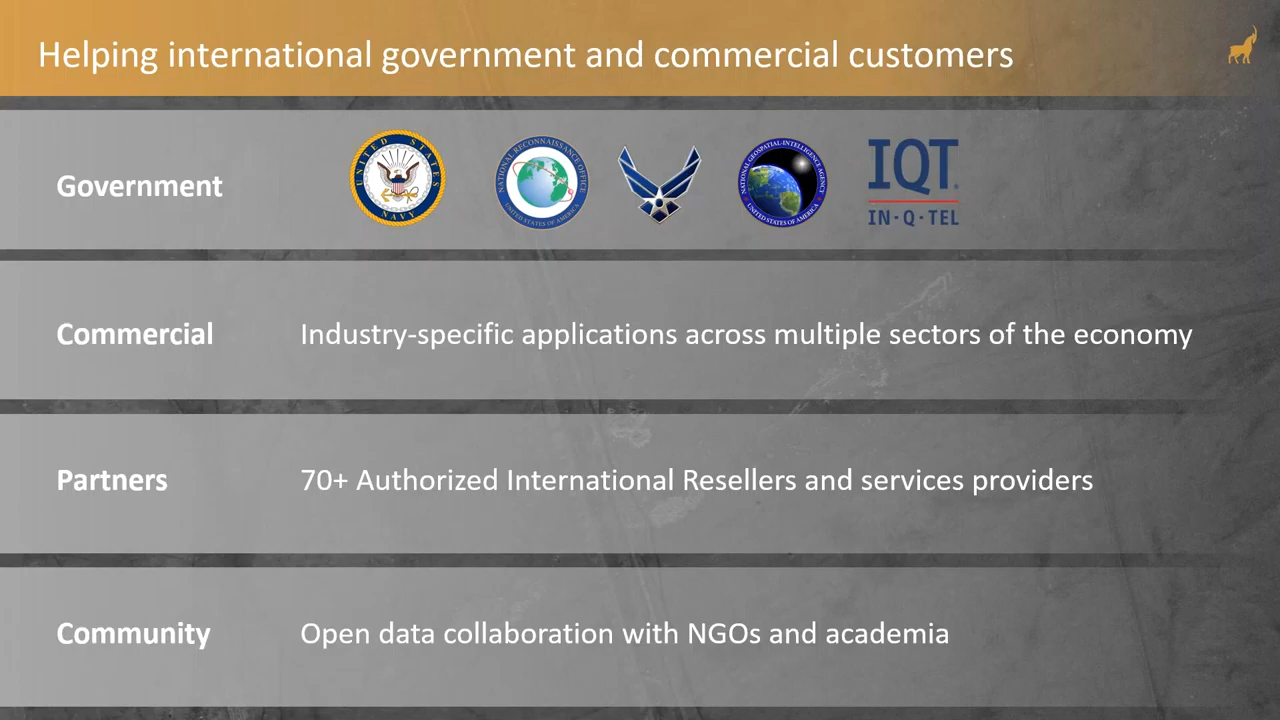 Helping international government and commercial customers
Government
UNITED STATES
NAVY
NATIONAL RECONNAISSANCE OFFICE
UNITED STATES OF AMERICA
NATIONAL GEOSPATIAL-INTELLIGENCE AGENCY
UNITED STATES OF AMERICA
IQT
IN·Q·TEL
Commercial Industry-specific applications across multiple sectors of the economy
Partners 70+ Authorized International Resellers and services providers
Community Open data collaboration with NGOs and academia